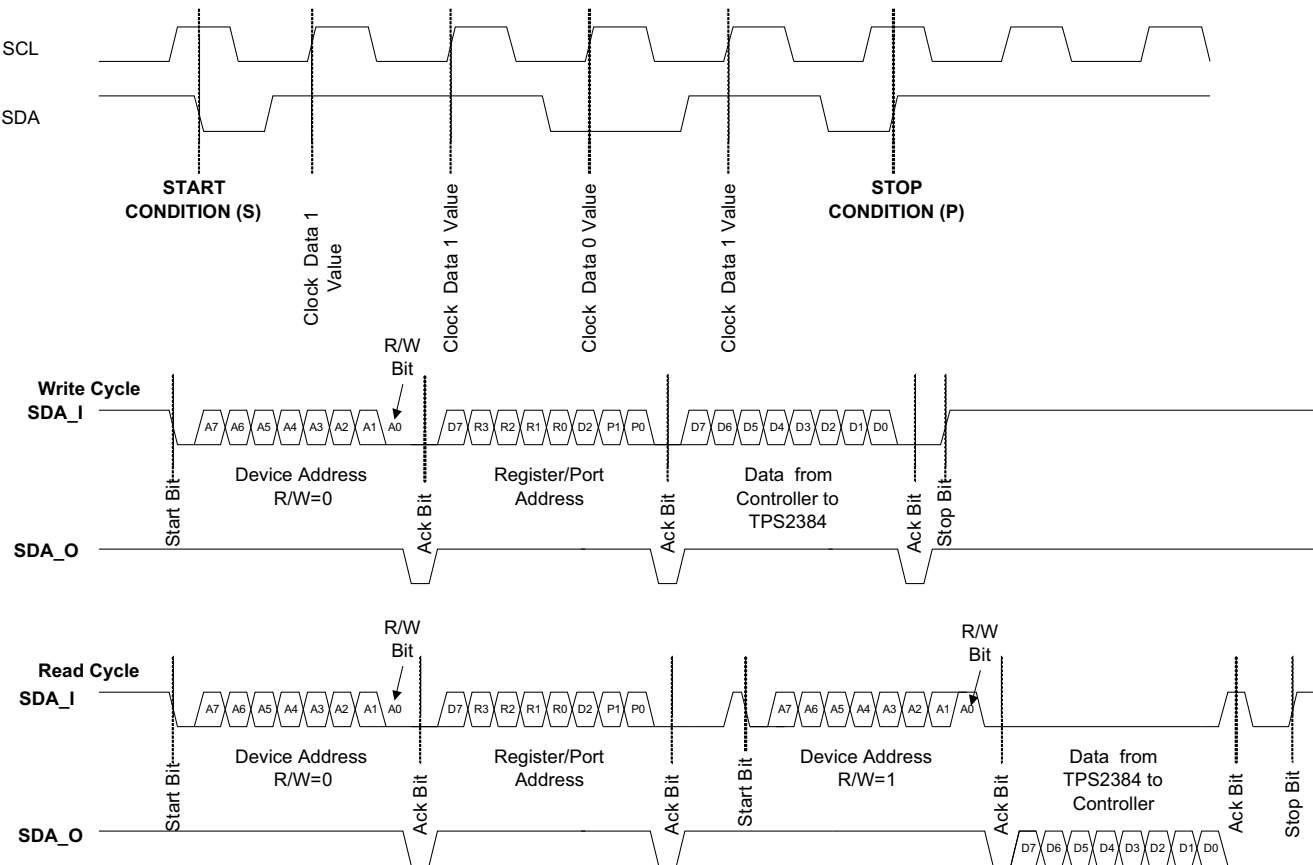 SCL
SDA
START
CONDITION (S)
Clock Data 1
Value
Clock Data 1 Value
Clock Data 0 Value
Clock Data 1 Value
STOP
CONDITION (P)
Write Cycle
SDA_I
R/W
Bit
A7 A6 A5 A4 A3 A2 A1 A0 D7 R3 R2 R1 R0 D2 P1 P0 D7 D6 D5 D4 D3 D2 D1 D0
Start Bit
Device Address
R/W=0
Ack Bit
Register/Port
Address
Ack Bit
Data from
Controller to
TPS2384
Ack Bit
Stop Bit
SDA_O
Read Cycle
SDA_I
R/W
Bit
R/W
Bit
A7 A6 A5 A4 A3 A2 A1 A0 D7 R3 R2 R1 R0 D2 P1 P0 A7 A6 A5 A4 A3 A2 A1 A0
Start Bit
Device Address
R/W=0
Ack Bit
Register/Port
Address
Ack Bit
Start Bit
Device Address
R/W=1
Ack Bit
Data from
TPS2384 to
Controller
Ack Bit
Stop Bit
SDA_O
D7 D6 D5 D4 D3 D2 D1 D0